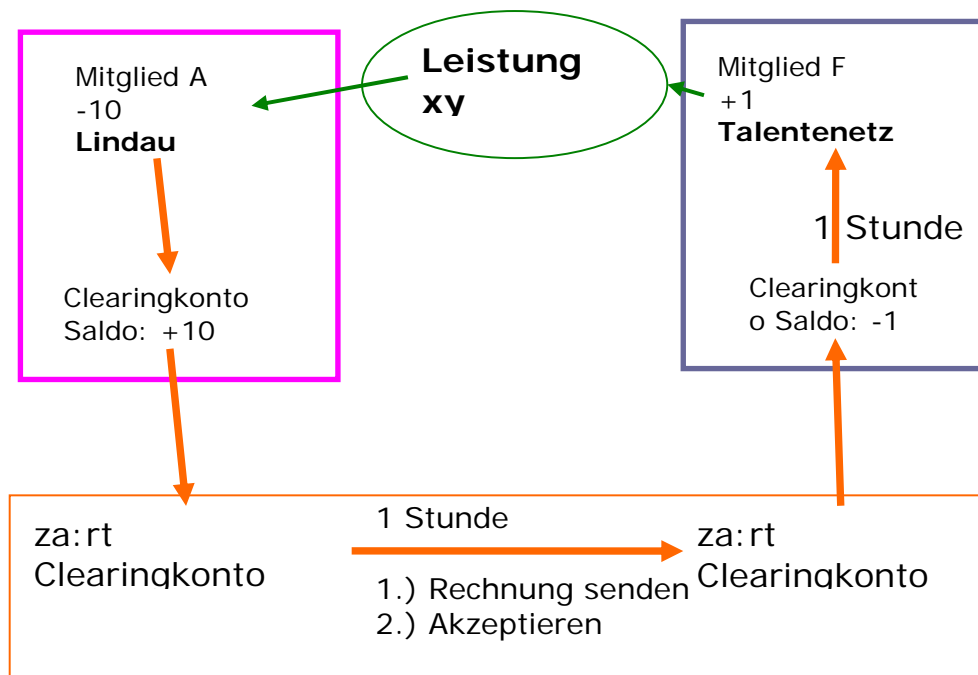 Mitglied A
-10
Lindau
Leistung
xy
Mitglied F
+1
Talentenetz
1 Stunde
Clearingkonto
Saldo: +10
Clearingkont
o Saldo: -1
za:rt
Clearingkonto
1 Stunde
1.) Rechnung senden
2.) Akzeptieren
za:rt
Clearingkonto